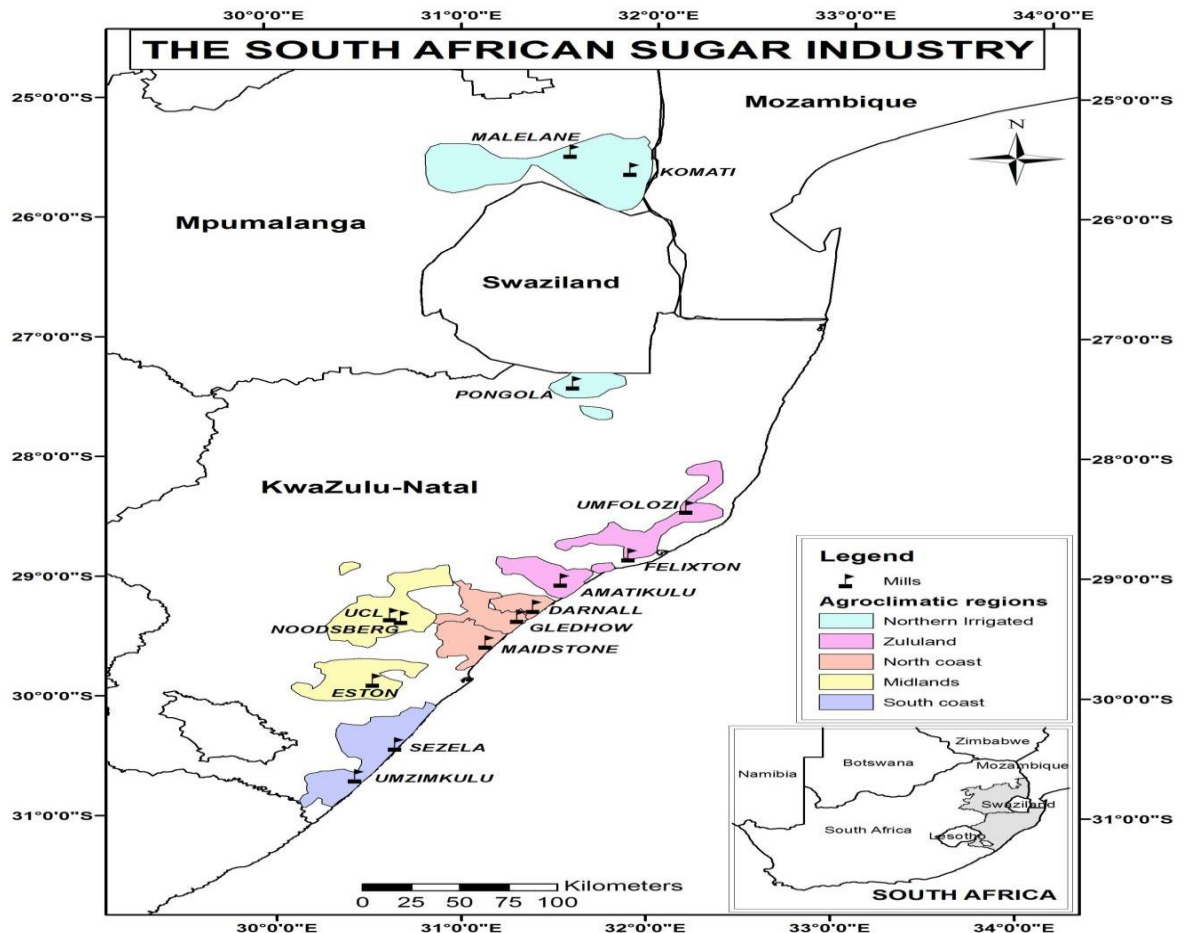 30°0'0"E 31°0'0"E 32°0'0"E 33°0'0"E 34°0'0"E
THE SOUTH AFRICAN SUGAR INDUSTRY
25°0'0"S
25°0'0"S
Mozambique
N
MALELANE
KOMATI
26°0'0"S
26°0'0"S
Mpumalanga
Swaziland
27°0'0"S
27°0'0"S
PONGOLA
28°0'0"S
28°0'0"S
KwaZulu-Natal
UMFOLOZI
FELIXTON
29°0'0"S
29°0'0"S
AMATIKULU
UCL
DARNALL
NOODSBERG
GLEDHOW
MAIDSTONE
ESTON
30°0'0"S
30°0'0"S
SEZELA
UMZIMKULU
31°0'0"S
31°0'0"S
Legend
Mills
Agroclimatic regions
Northern Irrigated
Zululand
North coast
Midlands
South coast
Zimbabwe
Namibia
Botswana
Mozambique
Swaziland
South Africa
Lesotho
SOUTH AFRICA
Kilometers
0 25 50 75 100
30°0'0"E 31°0'0"E 32°0'0"E 33°0'0"E 34°0'0"E